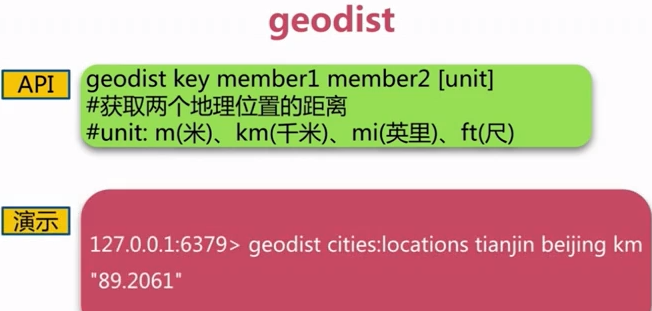 geodist
API
geodist key member1 member2 [unit]
#获取两个地理位置的距离
#unit: m(米)、km(千米)、mi(英里)、ft(尺)
演示
127.0.0.1:6379> geodist cities:locations tianjin beijing km
"89.2061"